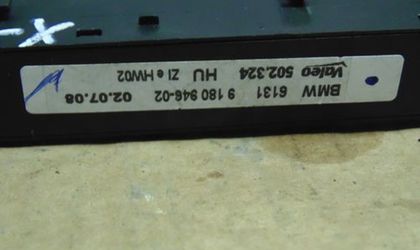 BMW 6131 9 180 946-02 02.07.08
Valeo 502.324 HU ZI e HW02
X